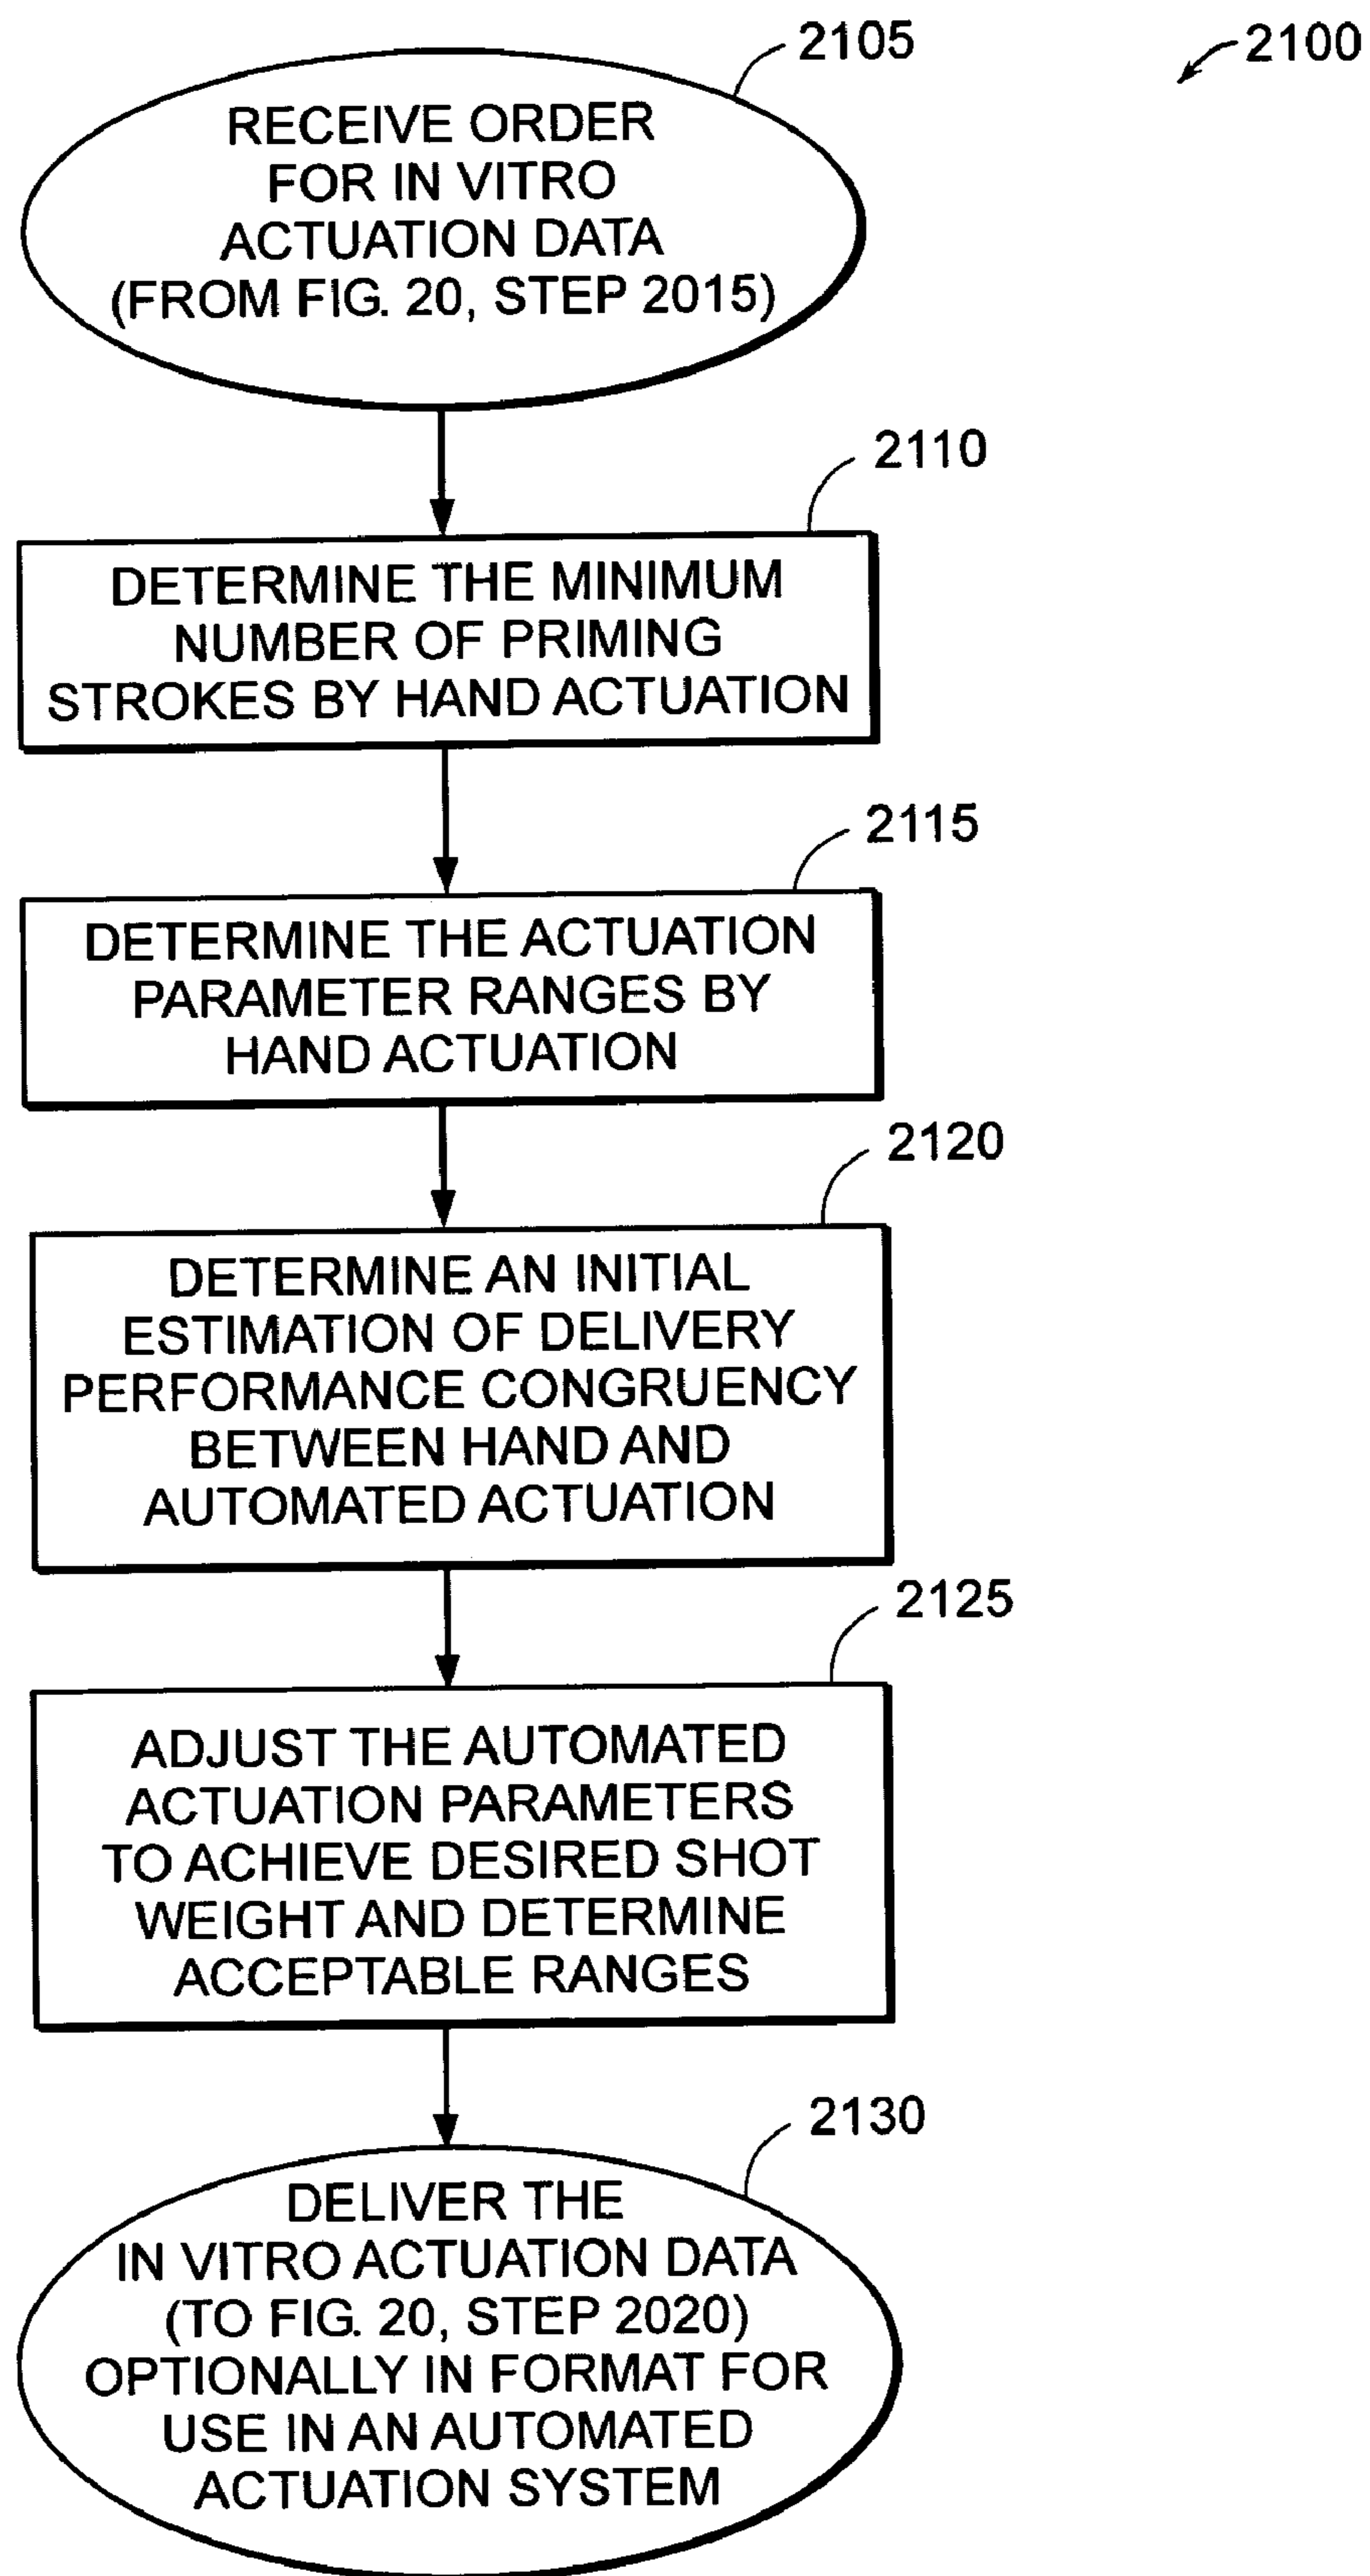 2105
2100
RECEIVE ORDER
FOR IN VITRO
ACTUATION DATA
(FROM FIG. 20, STEP 2015)
2110
DETERMINE THE MINIMUM
NUMBER OF PRIMING
STROKES BY HAND ACTUATION
2115
DETERMINE THE ACTUATION
PARAMETER RANGES BY
HAND ACTUATION
2120
DETERMINE AN INITIAL
ESTIMATION OF DELIVERY
PERFORMANCE CONGRUENCY
BETWEEN HAND AND
AUTOMATED ACTUATION
2125
ADJUST THE AUTOMATED
ACTUATION PARAMETERS
TO ACHIEVE DESIRED SHOT
WEIGHT AND DETERMINE
ACCEPTABLE RANGES
2130
DELIVER THE
IN VITRO ACTUATION DATA
(TO FIG. 20, STEP 2020)
OPTIONALLY IN FORMAT FOR
USE IN AN AUTOMATED
ACTUATION SYSTEM